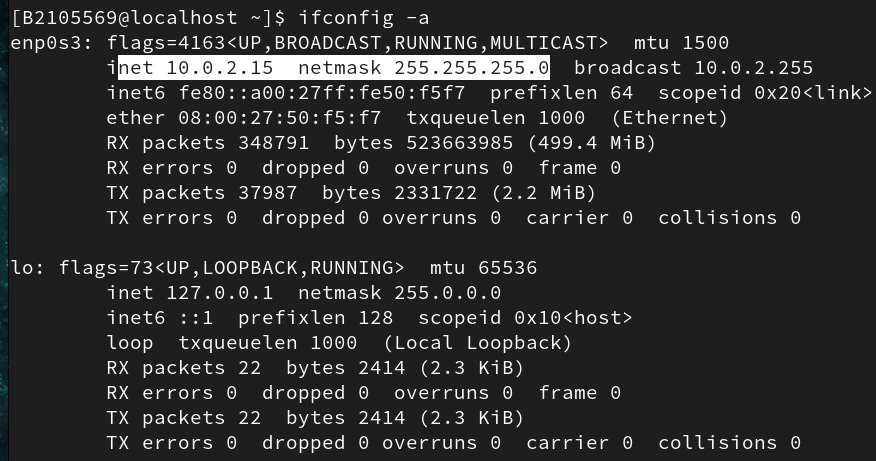 [B2105569@localhost ~]$ ifconfig -a
enp0s3: flags=4163<UP,BROADCAST,RUNNING,MULTICAST>  mtu 1500
        inet 10.0.2.15  netmask 255.255.255.0  broadcast 10.0.2.255
        inet6 fe80::a00:27ff:fe50:f5f7  prefixlen 64  scopeid 0x20<link>
        ether 08:00:27:50:f5:f7  txqueuelen 1000  (Ethernet)
        RX packets 348791  bytes 523663985 (499.4 MiB)
        RX errors 0  dropped 0  overruns 0  frame 0
        TX packets 37987  bytes 2331722 (2.2 MiB)
        TX errors 0  dropped 0 overruns 0  carrier 0  collisions 0

lo: flags=73<UP,LOOPBACK,RUNNING>  mtu 65536
        inet 127.0.0.1  netmask 255.0.0.0
        inet6 ::1  prefixlen 128  scopeid 0x10<host>
        loop  txqueuelen 1000  (Local Loopback)
        RX packets 22  bytes 2414 (2.3 KiB)
        RX errors 0  dropped 0  overruns 0  frame 0
        TX packets 22  bytes 2414 (2.3 KiB)
        TX errors 0  dropped 0 overruns 0  carrier 0  collisions 0